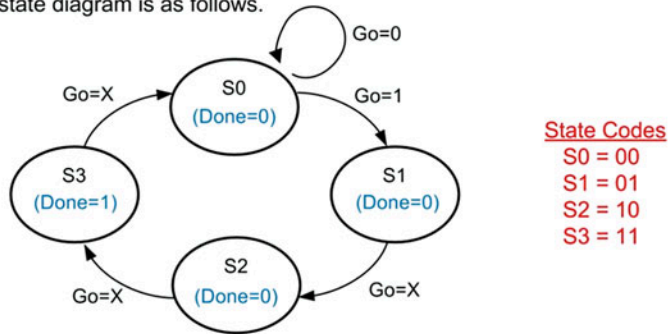 state diagram is as follows.
Go=0
S0
(Done=0)
Go=X
Go=1
State Codes
S0 = 00
S1 = 01
S2 = 10
S3 = 11
S3
(Done=1)
S1
(Done=0)
S2
(Done=0)
Go=X
Go=X